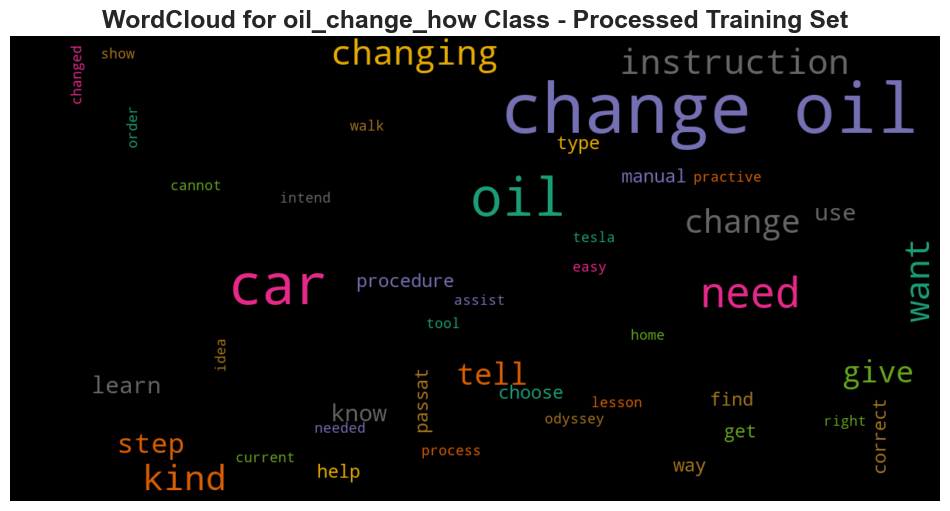 WordCloud for oil_change_how Class - Processed Training Set
changed
show
changing
instruction
change oil
order
walk
type
cannot
intend
manual
practive
oil
change
use
tesla
want
easy
car
procedure
assist
need
tool
home
idea
learn
passat
tell
choose
give
know
lesson
find
odyssey
needed
get
right
correct
step
current
process
kind
help
way